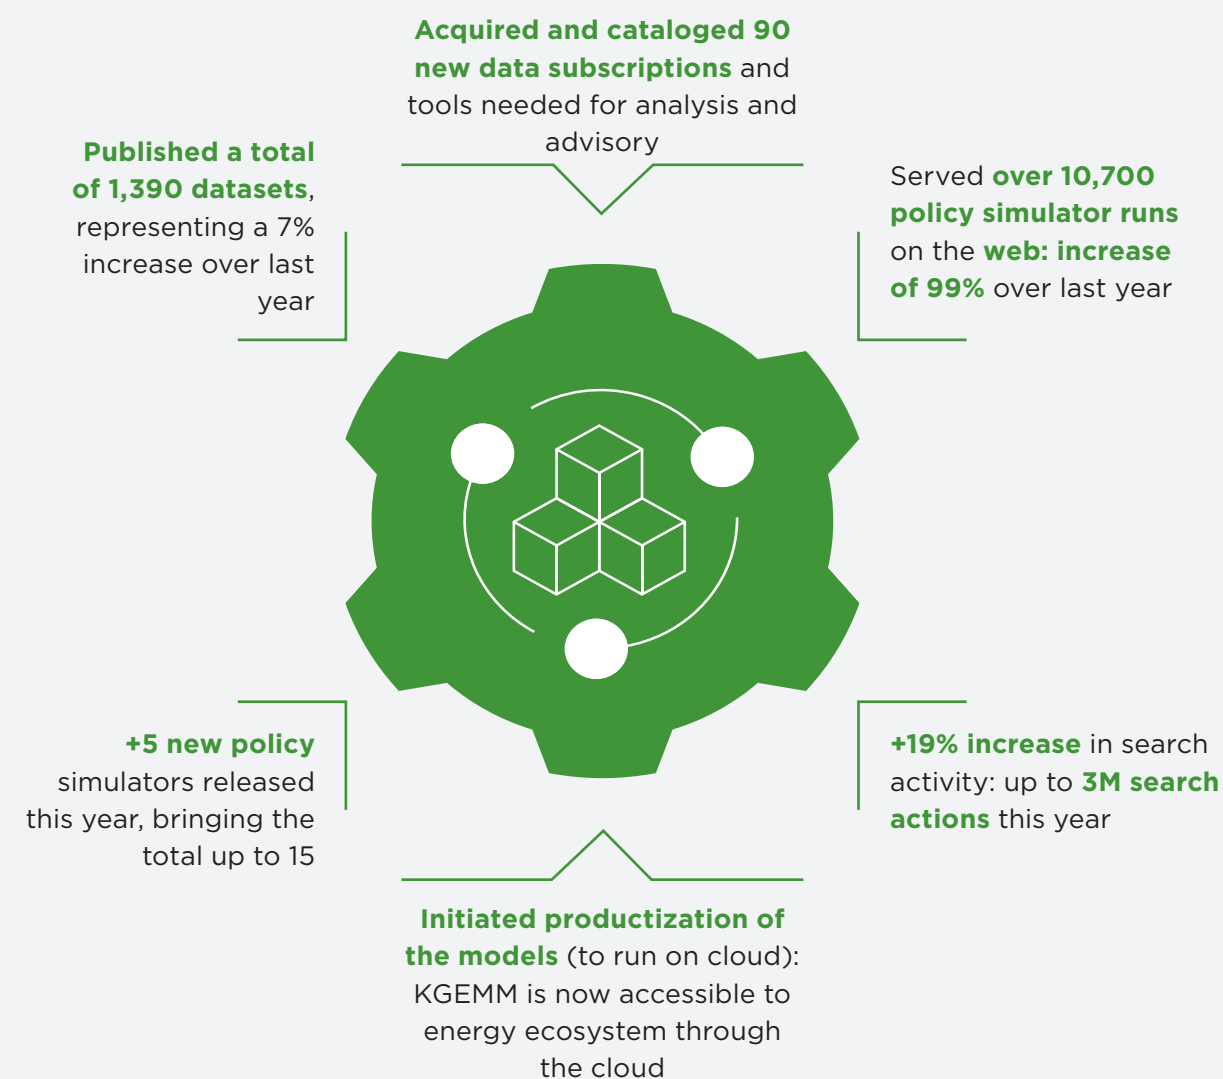 Acquired and cataloged 90
new data subscriptions and
tools needed for analysis and
advisory
Published a total
of 1,390 datasets,
representing a 7%
increase over last
year
Served over 10,700
policy simulator runs
on the web: increase
of 99% over last year
+5 new policy
simulators released
this year, bringing the
total up to 15
+19% increase in search
activity: up to 3M search
actions this year
Initiated productization of
the models (to run on cloud):
KGEMM is now accessible to
energy ecosystem through
the cloud